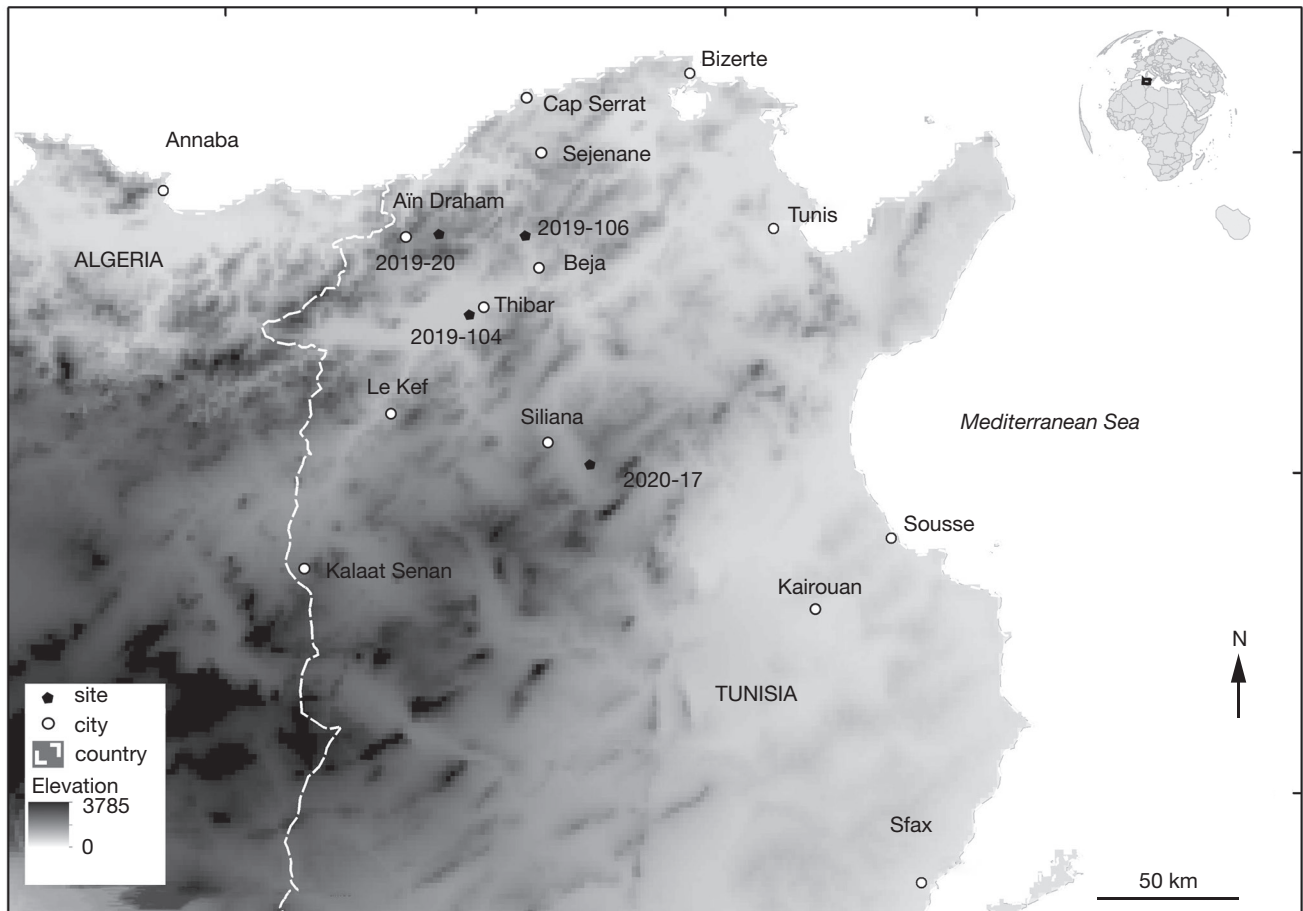 Bizerte
Cap Serrat
Annaba
Sejenane
Aïn Draham
Tunis
2019-106
ALGERIA
2019-20
Beja
Thibar
2019-104
Le Kef
Siliana
Mediterranean Sea
2020-17
Sousse
Kalaat Senan
Kairouan
N
TUNISIA
site
city
country
Elevation
3785
0
Sfax
50 km